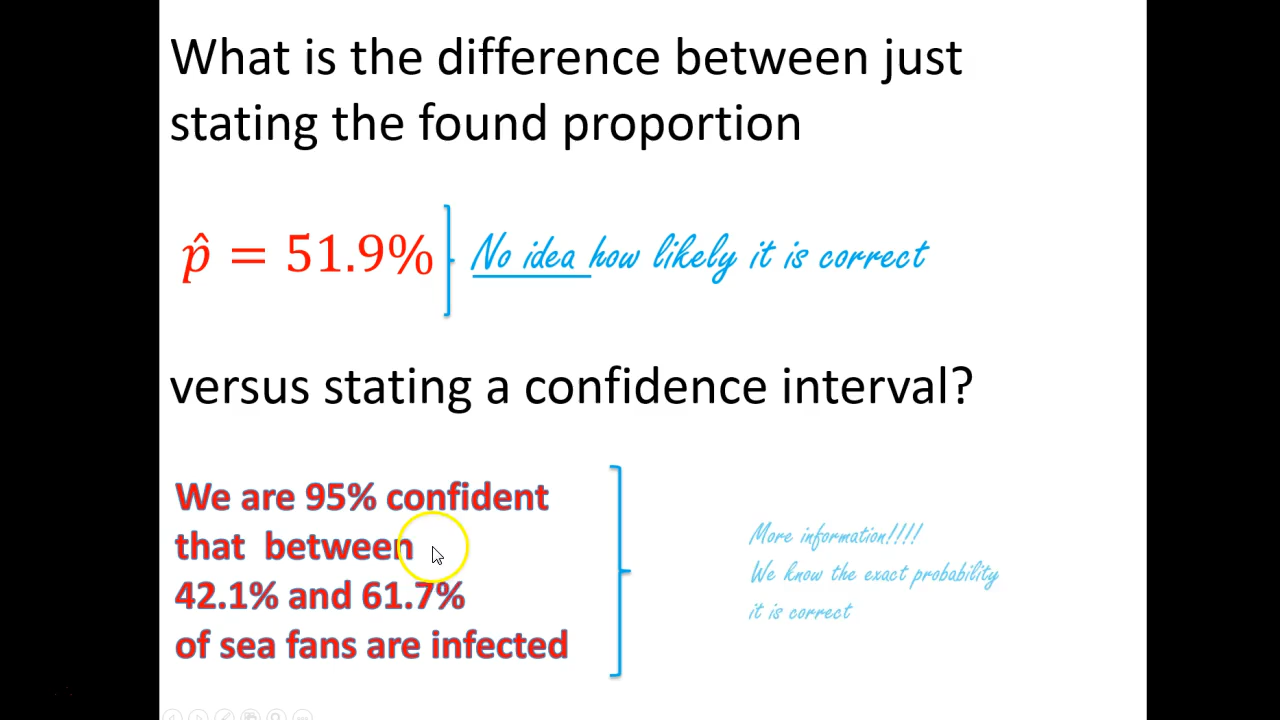 What is the difference between just
stating the found proportion
p̂ = 51.9%
No idea how likely it is correct
versus stating a confidence interval?
We are 95% confident
that between
42.1% and 61.7%
of sea fans are infected
More information!!!!
We know the exact probability
it is correct